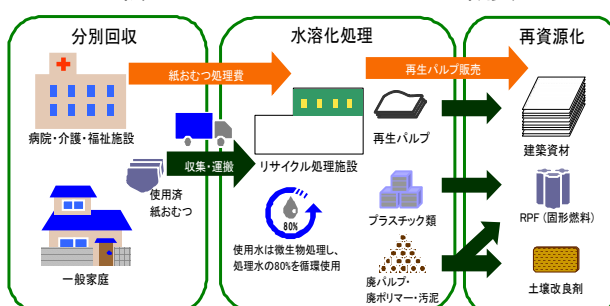 分別回収
水溶化処理
再資源化
紙おむつ処理費
再生パルプ販売
病院・介護・福祉施設
収集・運搬
リサイクル処理施設
再生パルプ
建築資材
使用済
紙おむつ
80%
プラスチック類
RPF(固形燃料)
使用水は微生物処理し、
処理水の80%を循環使用
一般家庭
廃パルプ・
廃ポリマー・汚泥
土壌改良剤